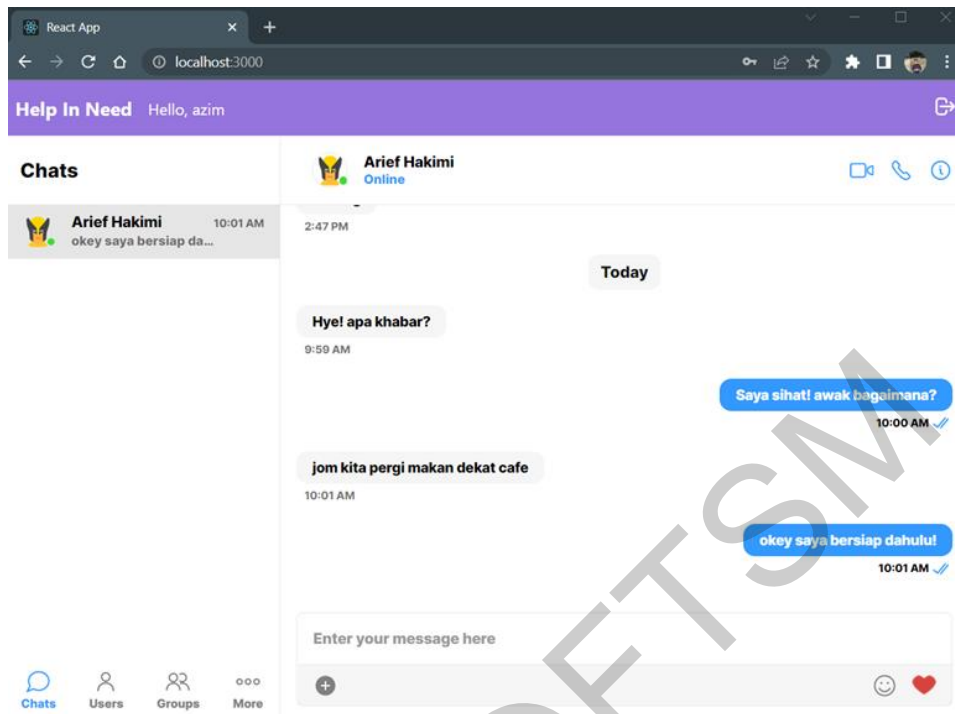 React App
localhost:3000
Help In Need Hello, azim
Chats
Arief Hakimi
Online
Arief Hakimi 10:01 AM
okey saya bersiap da...
2:47 PM
Today
Hye! apa khabar?
9:59 AM
Saya sihat! awak bagaimana?
10:00 AM
jom kita pergi makan dekat cafe
10:01 AM
okey saya bersiap dahulu!
10:01 AM
Enter your message here
Chats Users Groups More
FTSM